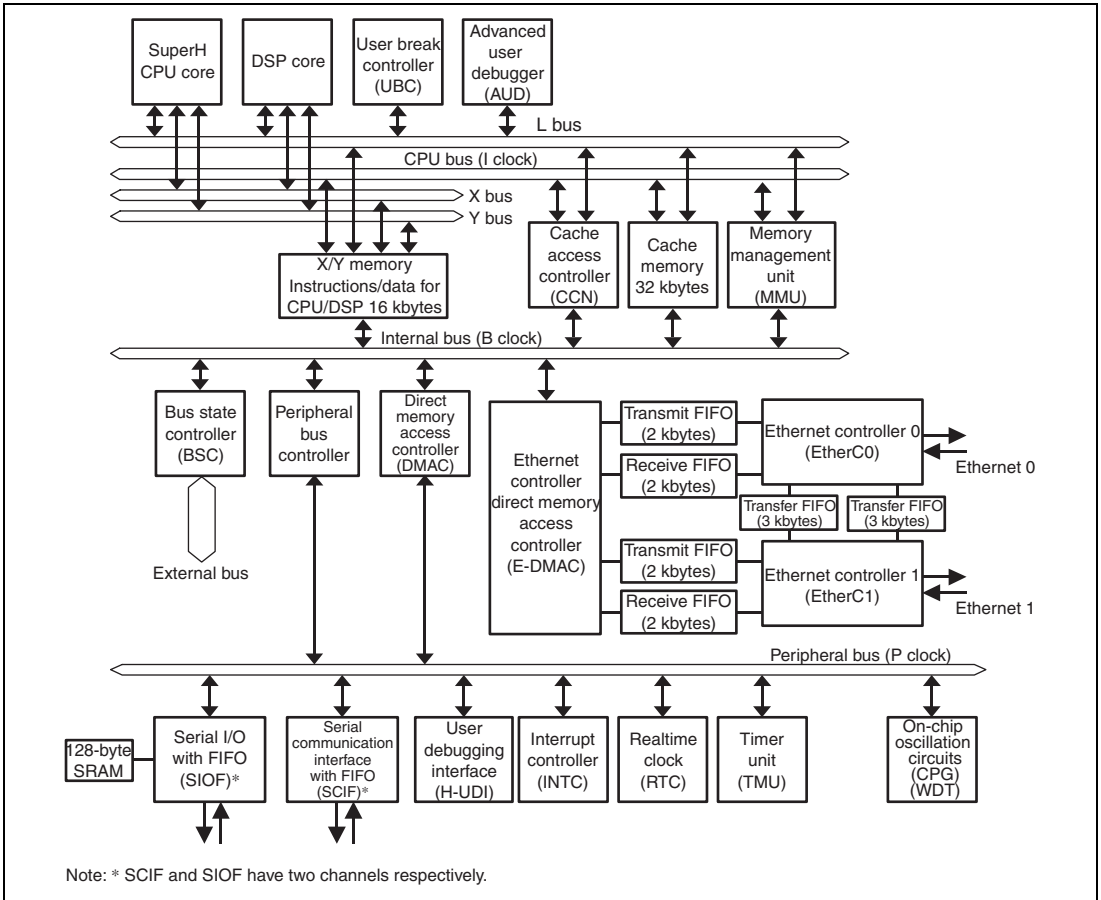 SuperH
CPU core
DSP core
User break
controller
(UBC)
Advanced
user
debugger
(AUD)
L bus
CPU bus (I clock)
X bus
Y bus
X/Y memory
Instructions/data for
CPU/DSP 16 kbytes
Cache
access
controller
(CCN)
Cache
memory
32 kbytes
Memory
management
unit
(MMU)
Internal bus (B clock)
Bus state
controller
(BSC)
Peripheral
bus
controller
Direct
memory
access
controller
(DMAC)
Ethernet
controller
direct memory
access
controller
(E-DMAC)
Transmit FIFO
(2 kbytes)
Receive FIFO
(2 kbytes)
Ethernet controller 0
(EtherC0)
Ethernet 0
Transfer FIFO
(3 kbytes)
Transfer FIFO
(3 kbytes)
Transmit FIFO
(2 kbytes)
Receive FIFO
(2 kbytes)
Ethernet controller 1
(EtherC1)
Ethernet 1
External bus
Peripheral bus (P clock)
128-byte
SRAM
Serial I/O
with FIFO
(SIOF)*
Serial
communication
interface
with FIFO
(SCIF)*
User
debugging
interface
(H-UDI)
Interrupt
controller
(INTC)
Realtime
clock
(RTC)
Timer
unit
(TMU)
On-chip
oscillation
circuits
(CPG)
(WDT)
Note: * SCIF and SIOF have two channels respectively.